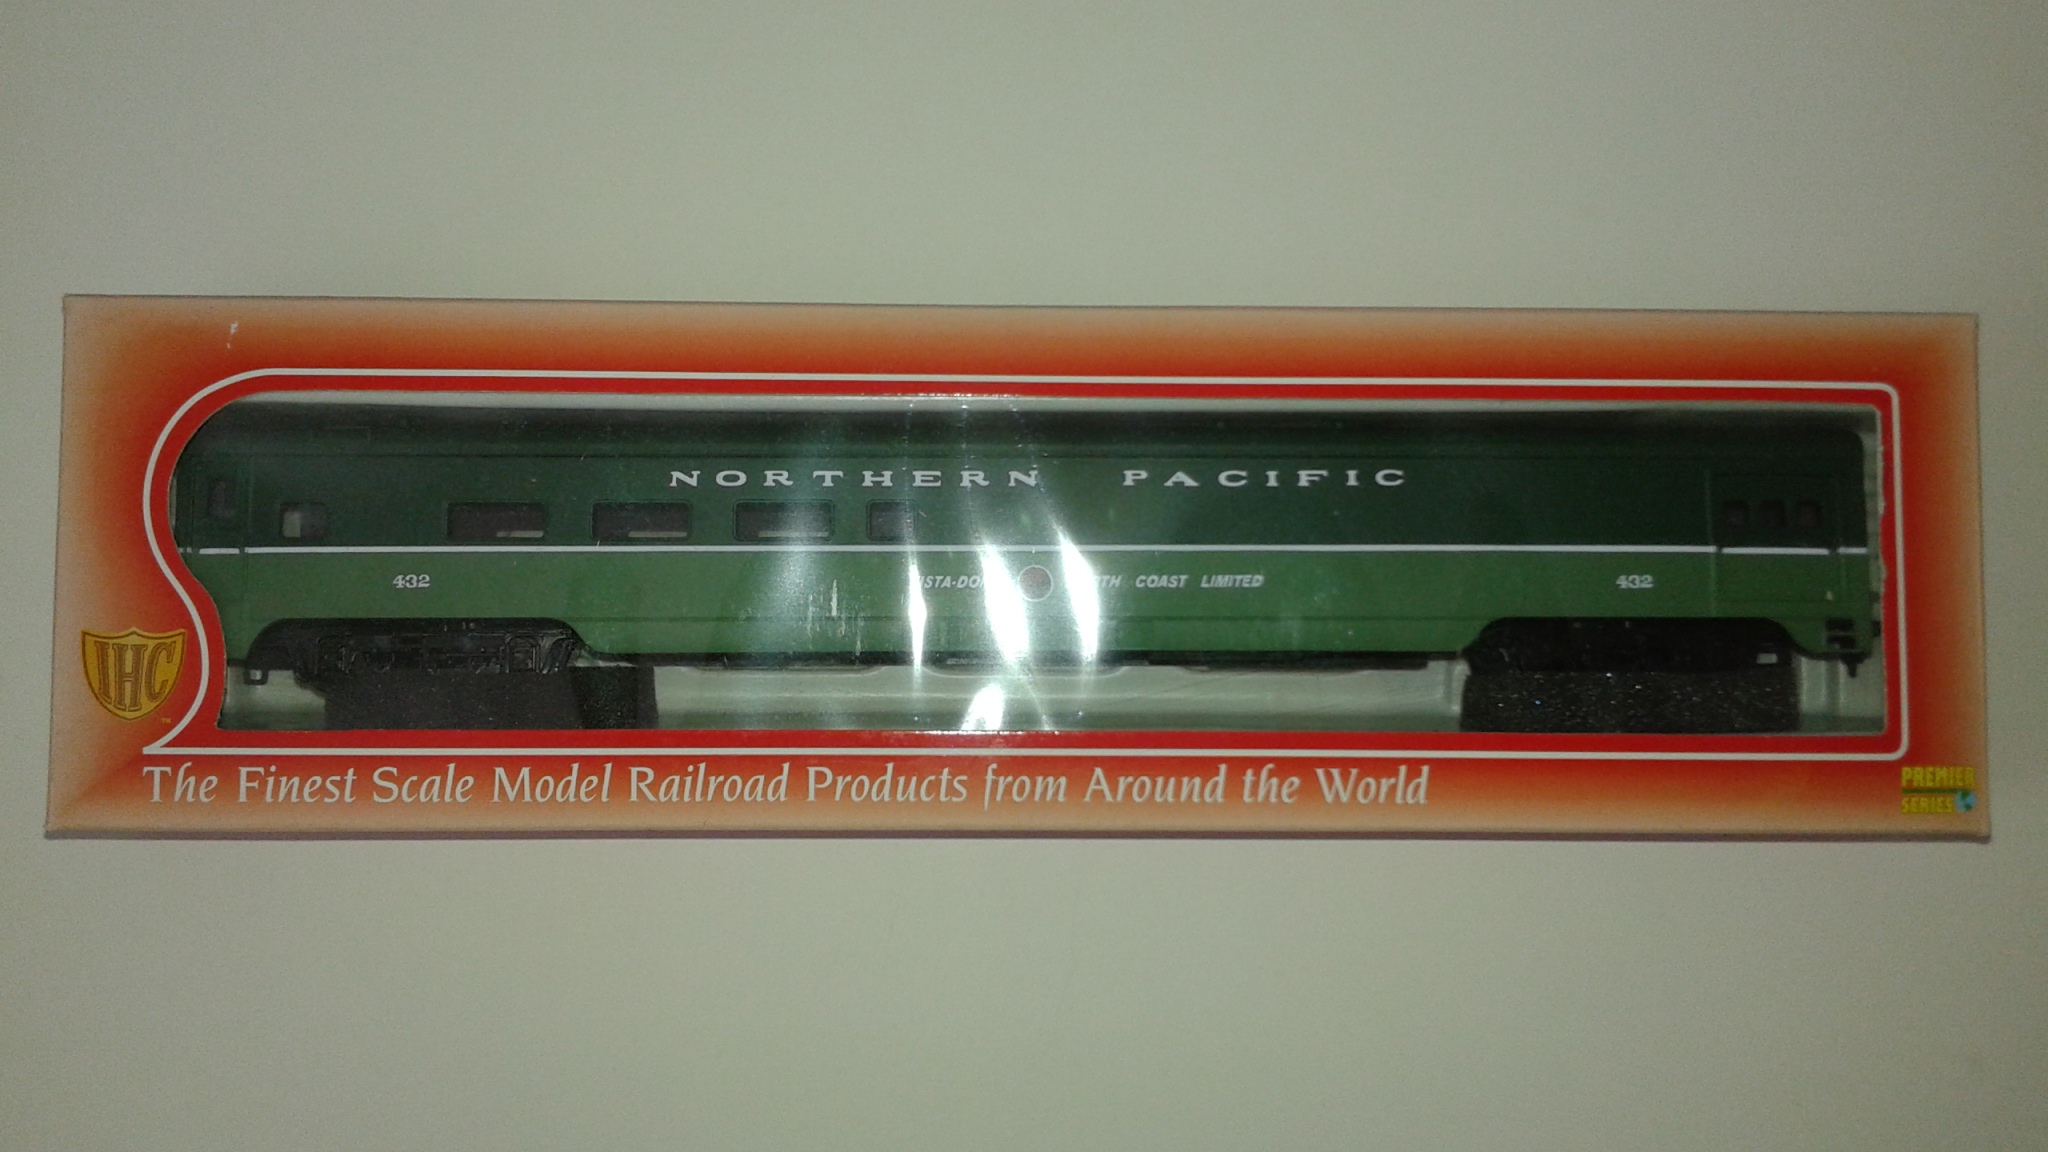 NORTHERN PACIFIC
432 COAST LIMITED 432
IHC
TM
The Finest Scale Model Railroad Products from Around the World
PREMIER
SERIES